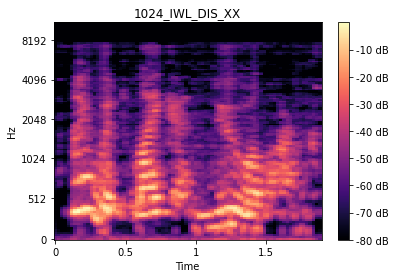 1024_IWL_DIS_XX
8192
4096
2048
1024
512
0
Hz
0
0.5
1
1.5
Time
-10 dB
-20 dB
-30 dB
-40 dB
-50 dB
-60 dB
-70 dB
-80 dB